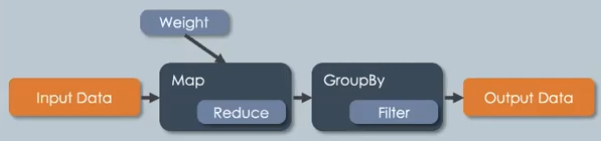 Weight
Input Data
Map
Reduce
GroupBy
Filter
Output Data